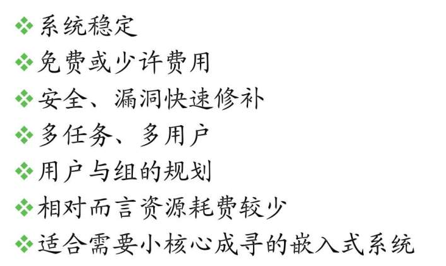 系统稳定
免费或少许费用
安全、漏洞快速修补
多任务、多用户
用户与组的规划
相对而言资源耗费较少
适合需要小核心成寻的嵌入式系统